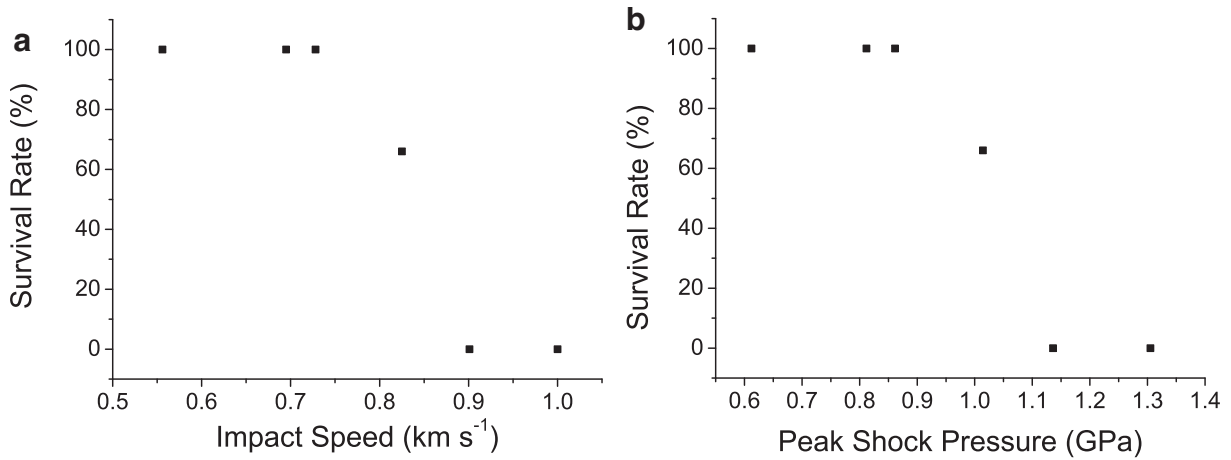 a
Survival Rate (%)
100
80
60
40
20
0
0.5 0.6 0.7 0.8 0.9 1.0
Impact Speed (km s⁻¹)
b
Survival Rate (%)
100
80
60
40
20
0
0.6 0.7 0.8 0.9 1.0 1.1 1.2 1.3 1.4
Peak Shock Pressure (GPa)